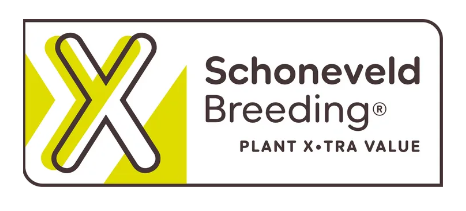 X
Schoneveld
Breeding®
PLANT X•TRA VALUE